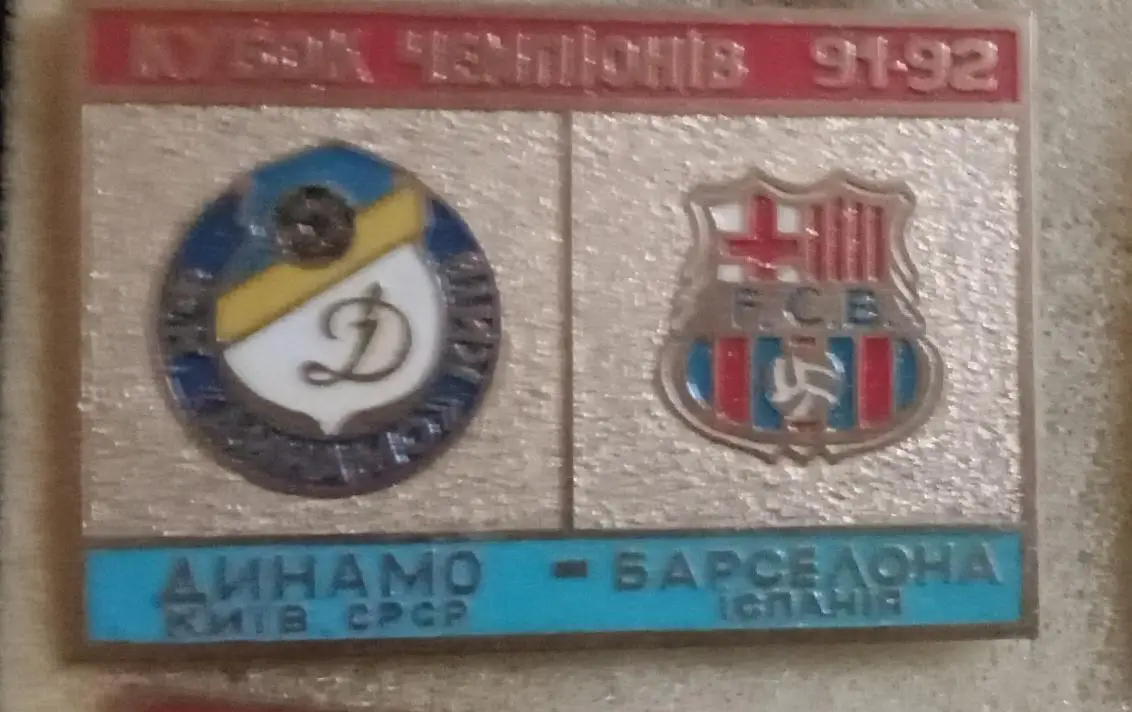 КУБОК ЧЕМПІОНІВ 91-92
Д
F.C.B.
ДИНАМО - БАРСЕЛОНА
КИЇВ СРСР ІСПАНІЯ